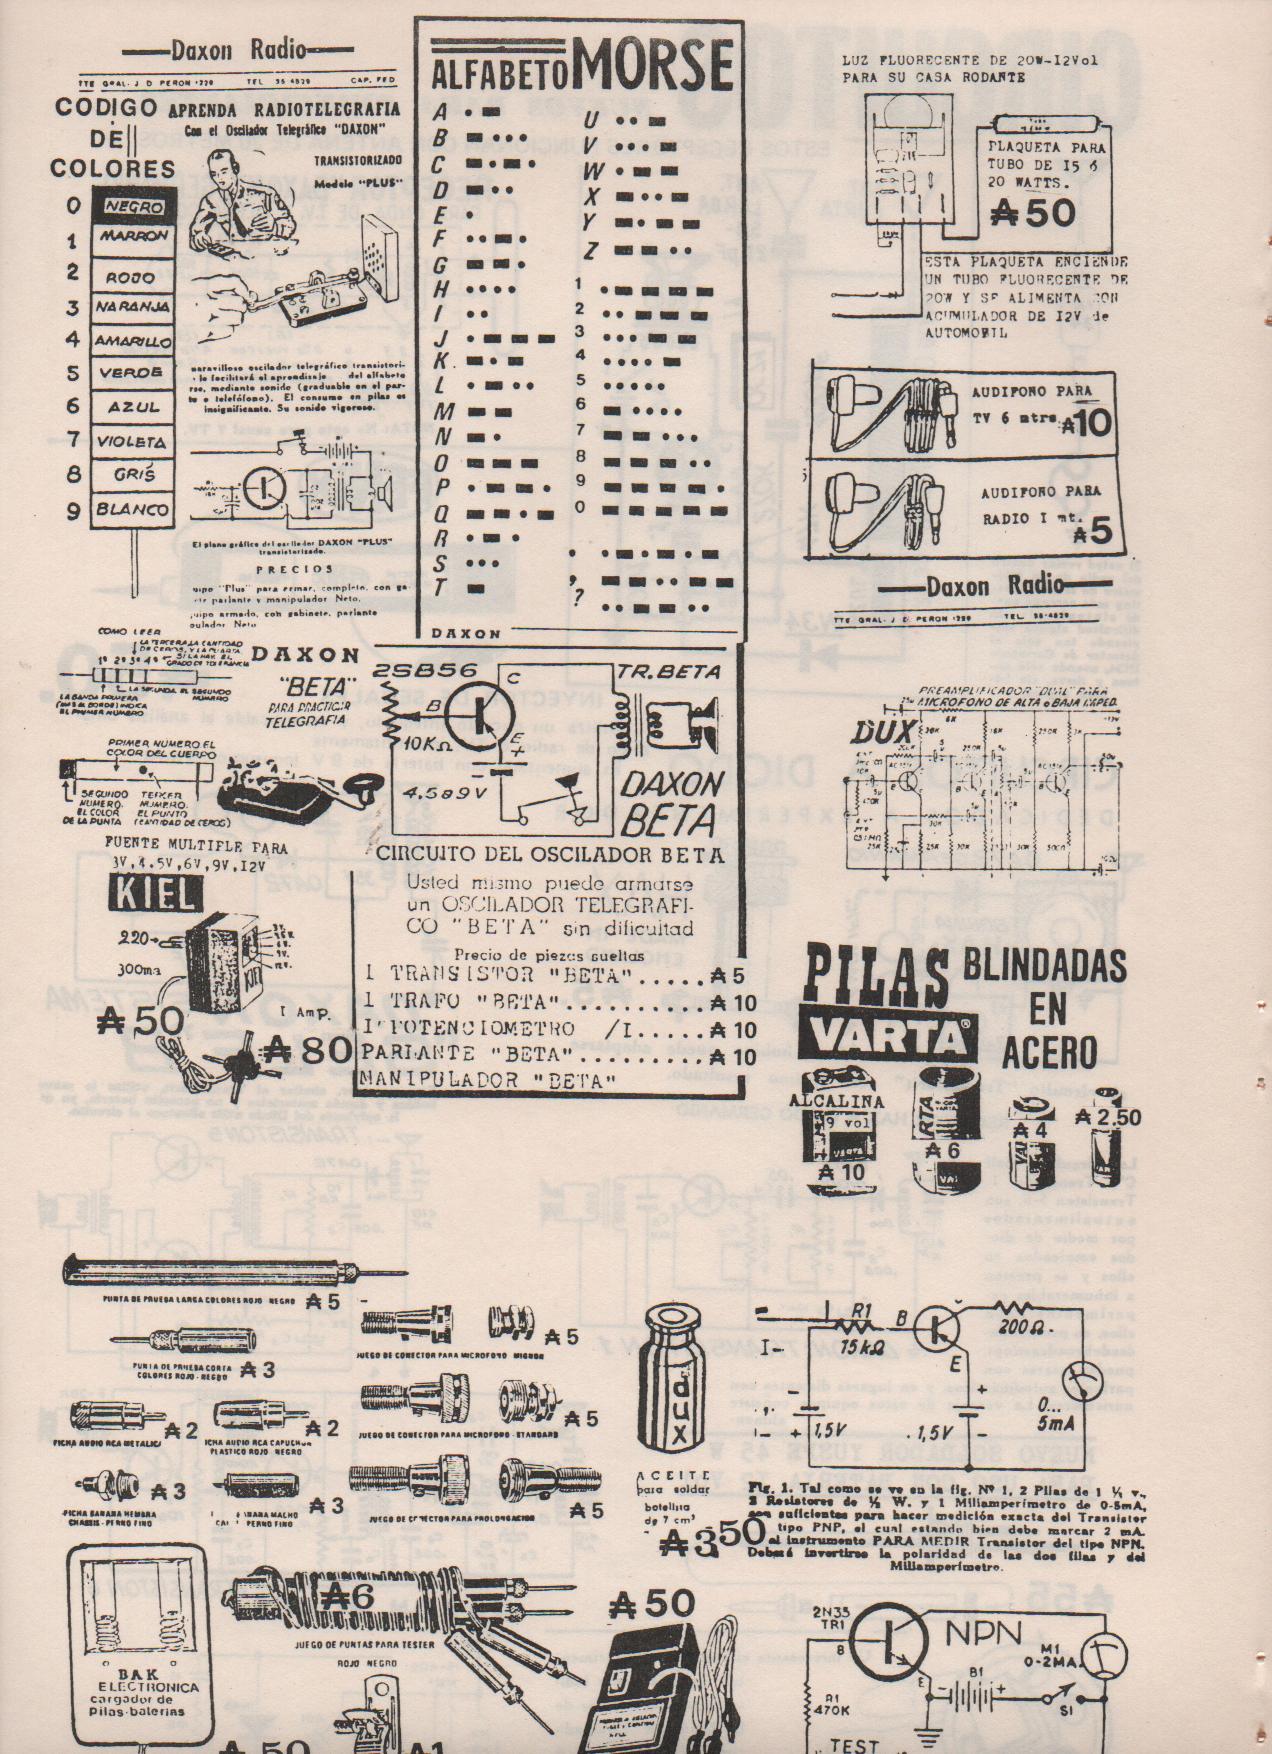 Daxon Radio
TTE GRAL. J D PERON 1220 TEL 35-4829 CAP. FED
CODIGO
DE
COLORES
0 NEGRO
1 MARRON
2 ROJO
3 NARANJA
4 AMARILLO
5 VERDE
6 AZUL
7 VIOLETA
8 GRIS
9 BLANCO
APRENDA RADIOTELEGRAFIA
Con el Oscilador Telegráfico "DAXON"
TRANSISTORIZADO
Modelo "PLUS"
aravilloso oscilador telegráfico transistori-
lo facilitará el aprendizaje del alfabeto
rse, mediante sonido (graduable en el par-
te o telefófono). El consumo en pilas es
insignificante. Su sonido vigoroso.
El plano gráfico del oscilador DAXON "PLUS"
transistorizado.
PRECIOS
uipo "Plus" para armar, completo, con ga-
parlante y manipulador Neto.
uipo armado, con gabinete, parlante
pulador Neto
ALFABETO MORSE
A • ▬
B ▬ • • •
C ▬ • ▬ •
D ▬ • •
E •
F • • ▬ •
G ▬ ▬ •
H • • • •
I • •
J • ▬ ▬ ▬
K ▬ • ▬
L • ▬ • •
M ▬ ▬
N ▬ •
O ▬ ▬ ▬
P • ▬ ▬ •
Q ▬ ▬ • ▬
R • ▬ •
S • • •
T ▬
U • • ▬
V • • • ▬
W • ▬ ▬
X ▬ • • ▬
Y ▬ • ▬ ▬
Z ▬ ▬ • •
1 • ▬ ▬ ▬ ▬
2 • • ▬ ▬ ▬
3 • • • ▬ ▬
4 • • • • ▬
5 • • • • •
6 ▬ • • • •
7 ▬ ▬ • • •
8 ▬ ▬ ▬ • •
9 ▬ ▬ ▬ ▬ •
0 ▬ ▬ ▬ ▬ ▬
. • ▬ • ▬ • ▬
, ▬ ▬ • • ▬ ▬
? • • ▬ ▬ • •
DAXON
LUZ FLUORECENTE DE 20W-I2Vol
PARA SU CASA RODANTE
PLAQUETA PARA
TUBO DE I5 ó
20 WATTS.
₳ 50
ESTA PLAQUETA ENCIENDE
UN TUBO FLUORECENTE DE
20W Y SE ALIMENTA CON
ACUMULADOR DE I2V de
AUTOMOBIL
AUDIFONO PARA
TV 6 mtrs. ₳10
AUDIFONO PARA
RADIO I mt.
₳ 5
Daxon Radio
TTE GRAL. J D PERON 1220 TEL. 35-4829
COMO LEER
1º 2º 3º 4º
LA TERCERA LA CANTIDAD
DE CEROS, Y LA CUARTA
SI LA HAY. EL
GRADO DE TOLERANCIA
LA SEGUNDA EL SEGUNDO
NUMERO
LA BANDA PRIMERA
(MAS AL BORDE) INDICA
EL PRIMER NUMERO
PRIMER NUMERO EL
COLOR DEL CUERPO
SEGUNDO
NUMERO.
EL COLOR
DE LA PUNTA
TERCER
NUMERO.
EL PUNTO
(CANTIDAD DE CEROS)
DAXON
"BETA"
PARA PRACTICAR
TELEGRAFIA
2SB56
C
B
E
10KΩ
4,5 a 9V
TR. BETA
DAXON
BETA
CIRCUITO DEL OSCILADOR BETA
Usted mismo puede armarse
un OSCILADOR TELEGRAFI-
CO "BETA" sin dificultad
Precio de piezas sueltas
1 TRANSISTOR "BETA" ..... ₳ 5
1 TRAFO "BETA" .......... ₳ 10
1 POTENCIOMETRO /I ..... ₳ 10
PARLANTE "BETA" .......... ₳ 10
MANIPULADOR "BETA"
FUENTE MULTIPLE PARA
3V,4.5V,6V,9V,I2V
KIEL
220
300ma
₳ 50
I Amp.
₳ 80
PREAMPLIFICADOR "DUAL" PARA
MICROFONO DE ALTA o BAJA IMPED.
DUX
PILAS BLINDADAS
VARTA EN
ACERO
ALCALINA
9 vol
VARTA
₳ 10
₳ 6
₳ 4
₳ 2.50
PUNTA DE PRUEBA LARGA COLORES ROJO NEGRO ₳ 5
PUNTA DE PRUEBA CORTA
COLORES ROJO - NEGRO
₳ 3
FICHA AUDIO RCA METALICA
₳ 2
FICHA AUDIO RCA CAPUCHON
PLASTICO ROJO NEGRO
₳ 2
FICHA BANANA HEMBRA
CHASSIS - PERNO FINO
₳ 3
BANANA MACHO
PERNO FINO
₳ 3
JUEGO DE CONECTOR PARA MICROFONO MIGNON
₳ 5
JUEGO DE CONECTOR PARA MICROFONO - STANDARD
₳ 5
JUEGO DE CONECTOR PARA PROLONGACION
₳ 5
dux
ACEITE
para soldar
botellita
de 7 cm³
₳ 3.50
R1
15kΩ
B
C
E
200Ω
I-
1,5V
1,5V
0...
5mA
Fig. 1. Tal como se ve en la fig. Nº 1, 2 Pilas de 1 ½ v.,
2 Resistores de ½ W. y 1 Miliamperímetro de 0-5mA,
son suficientes para hacer medición exacta del Transistor
tipo PNP, el cual estando bien debe marcar 2 mA.
al instrumento PARA MEDIR Transistor del tipo NPN.
Deberá invertirse la polaridad de las dos filas y del
Miliamperímetro.
BAK
ELECTRONICA
cargador de
pilas-baterias
₳ 50
₳6
JUEGO DE PUNTAS PARA TESTER
ROJO NEGRO
₳1
₳ 50
2N35
TR1
B
E
NPN
M1
0-2MA.
B1
S1
R1
470K
TEST